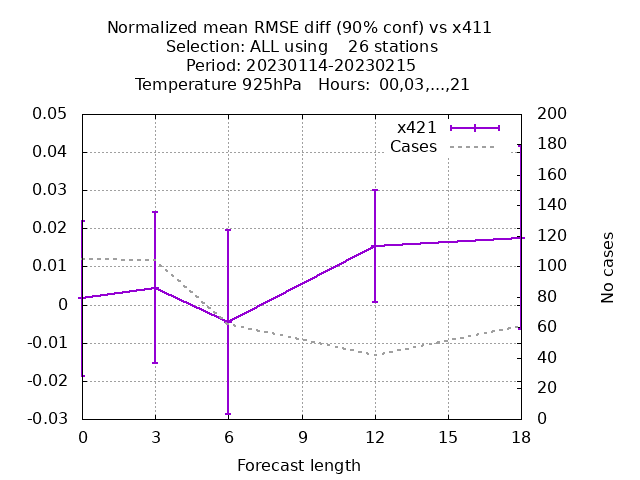 Normalized mean RMSE diff (90% conf) vs x411
Selection: ALL using    26 stations
Period: 20230114-20230215
Temperature 925hPa   Hours:  00,03,...,21
0.05
0.04
0.03
0.02
0.01
0
-0.01
-0.02
-0.03
x421
Cases
200
180
160
140
120
100
80
60
40
20
0
No cases
0 3 6 9 12 15 18
Forecast length